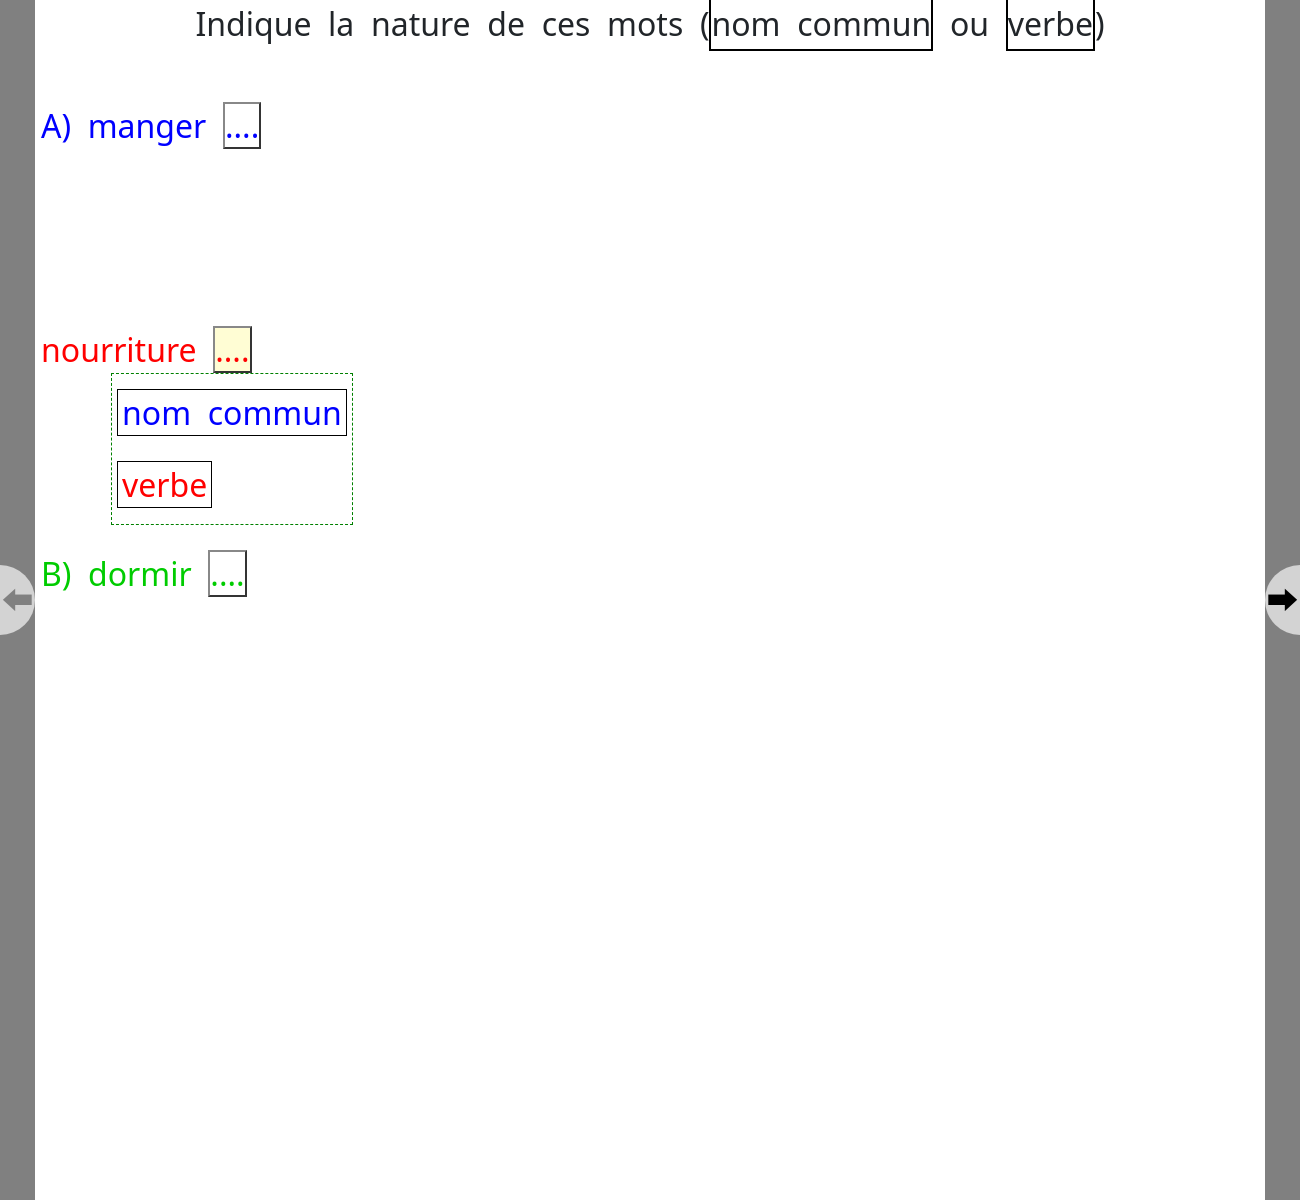 Indique la nature de ces mots (nom commun ou verbe)
A) manger ....
nourriture ....
nom commun
verbe
B) dormir ....